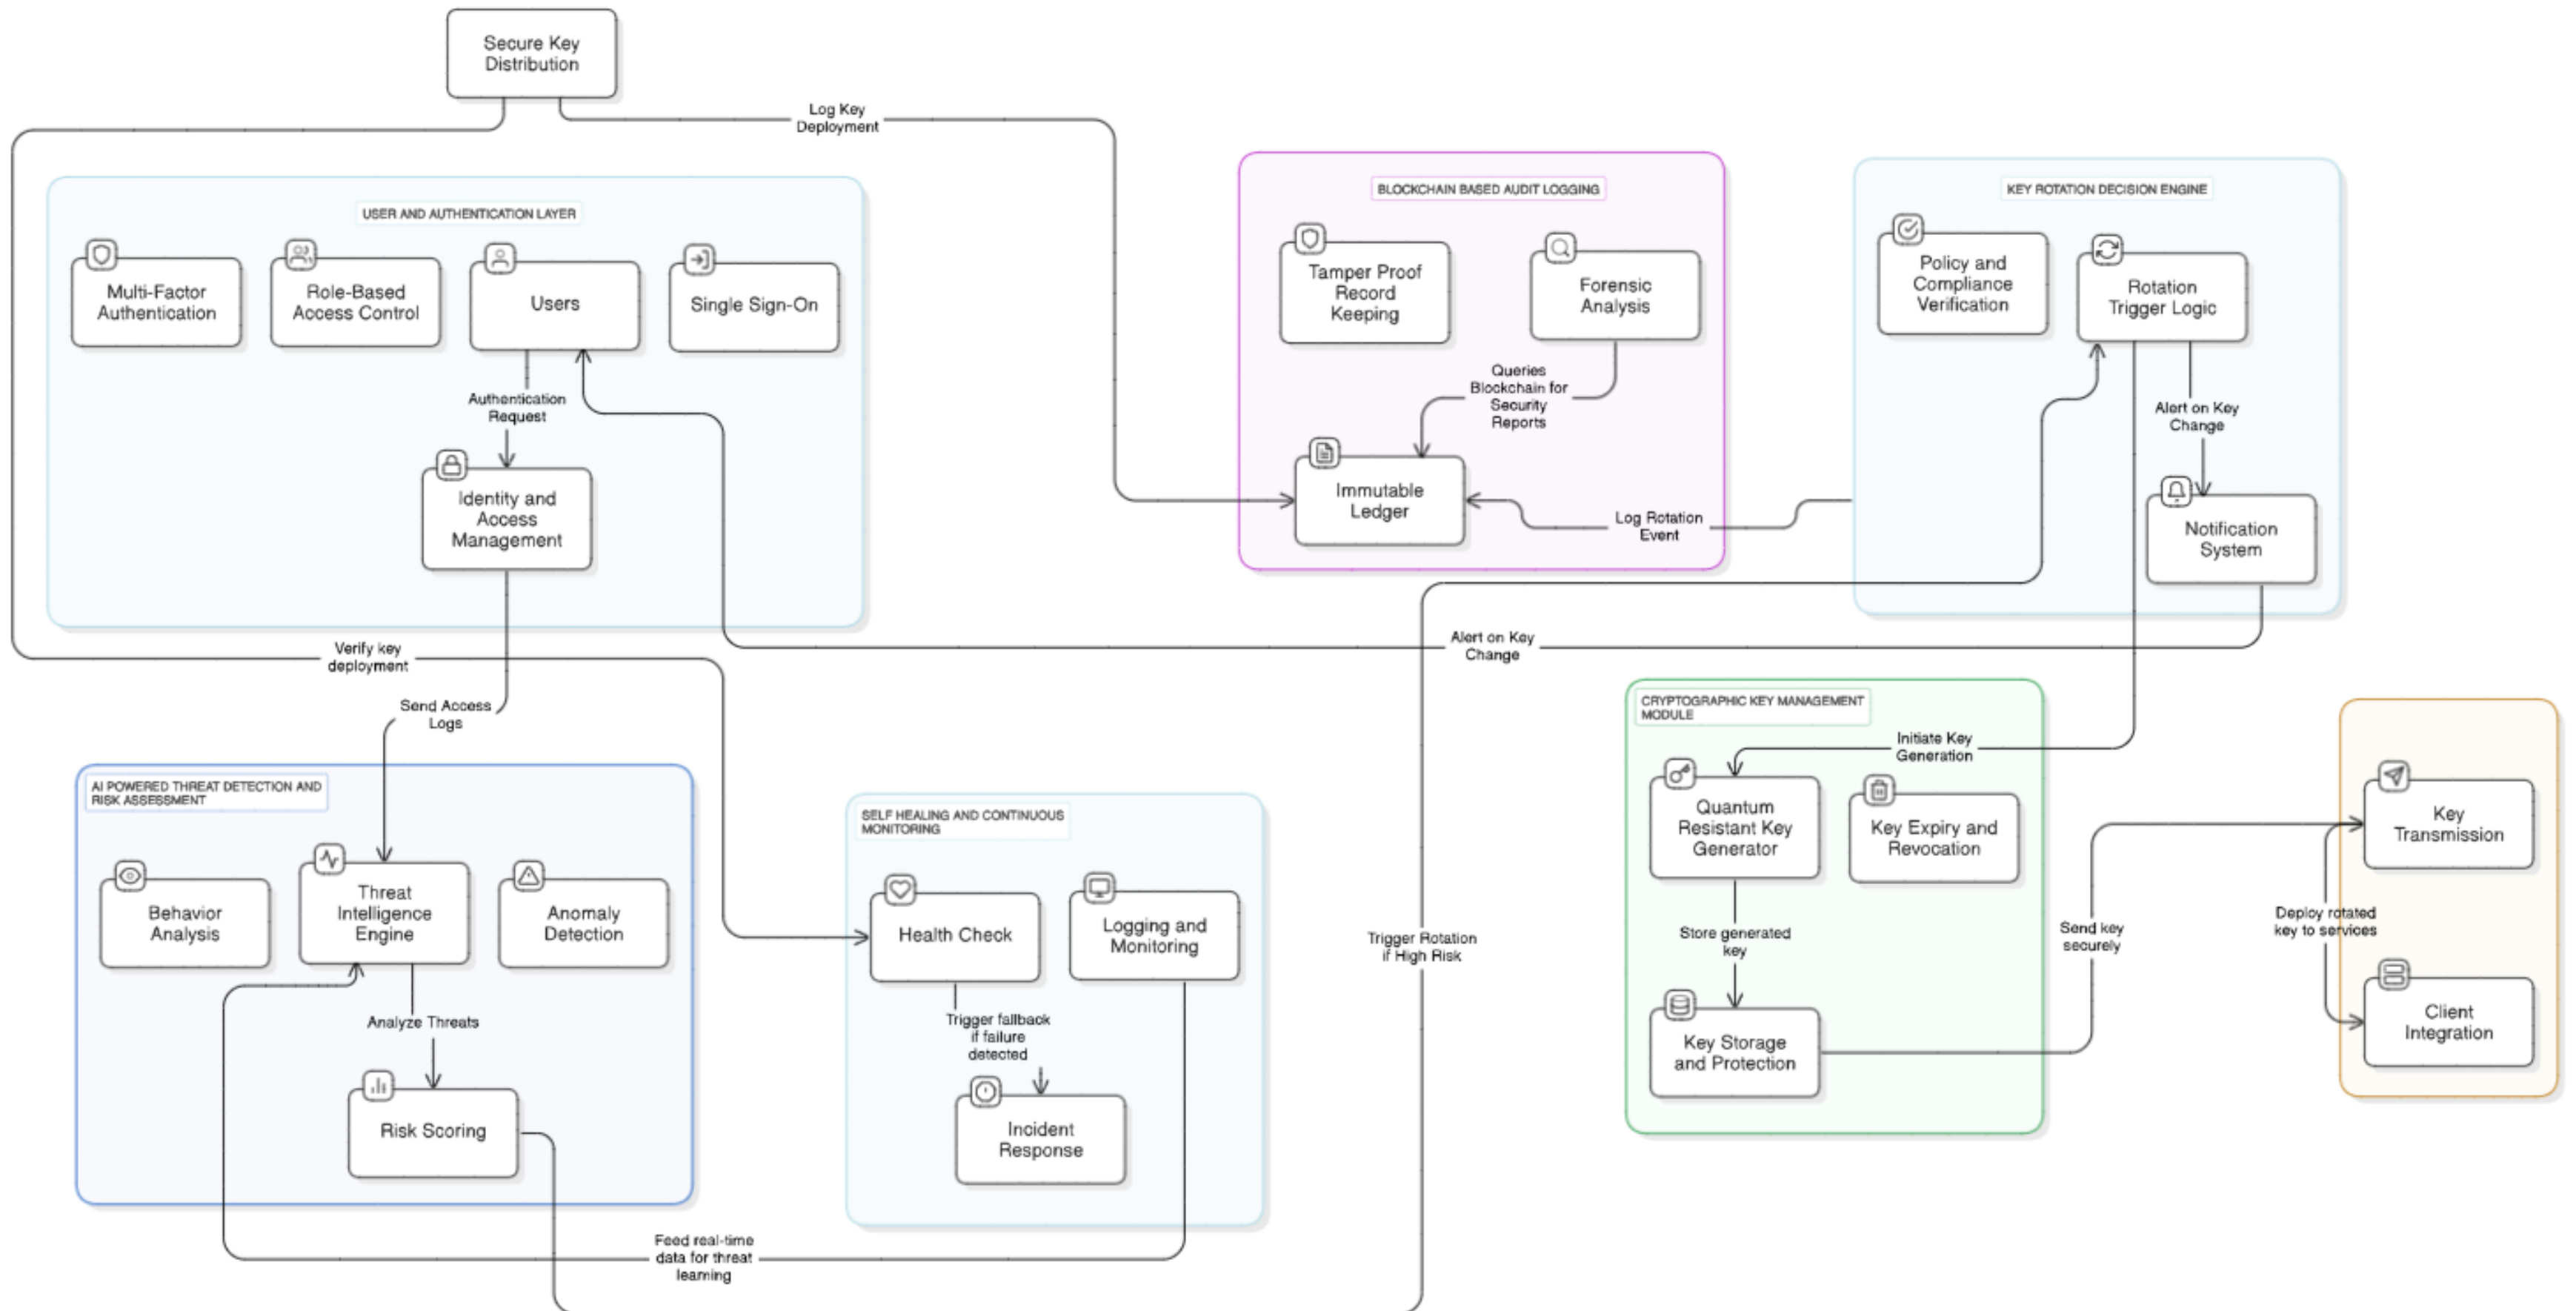 Secure Key
Distribution
Log Key
Deployment
USER AND AUTHENTICATION LAYER
Multi-Factor
Authentication
Role-Based
Access Control
Users
Single Sign-On
Authentication
Request
Identity and
Access
Management
BLOCKCHAIN BASED AUDIT LOGGING
Tamper Proof
Record
Keeping
Forensic
Analysis
Queries
Blockchain for
Security
Reports
Immutable
Ledger
Log Rotation
Event
KEY ROTATION DECISION ENGINE
Policy and
Compliance
Verification
Rotation
Trigger Logic
Alert on Key
Change
Notification
System
Verify key
deployment
Alert on Key
Change
Send Access
Logs
AI POWERED THREAT DETECTION AND
RISK ASSESSMENT
Behavior
Analysis
Threat
Intelligence
Engine
Anomaly
Detection
Analyze Threats
Risk Scoring
SELF HEALING AND CONTINUOUS
MONITORING
Health Check
Logging and
Monitoring
Trigger fallback
if failure
detected
Incident
Response
Feed real-time
data for threat
learning
Trigger Rotation
if High Risk
CRYPTOGRAPHIC KEY MANAGEMENT
MODULE
Initiate Key
Generation
Quantum
Resistant Key
Generator
Key Expiry and
Revocation
Store generated
key
Key Storage
and Protection
Send key
securely
Key
Transmission
Deploy rotated
key to services
Client
Integration